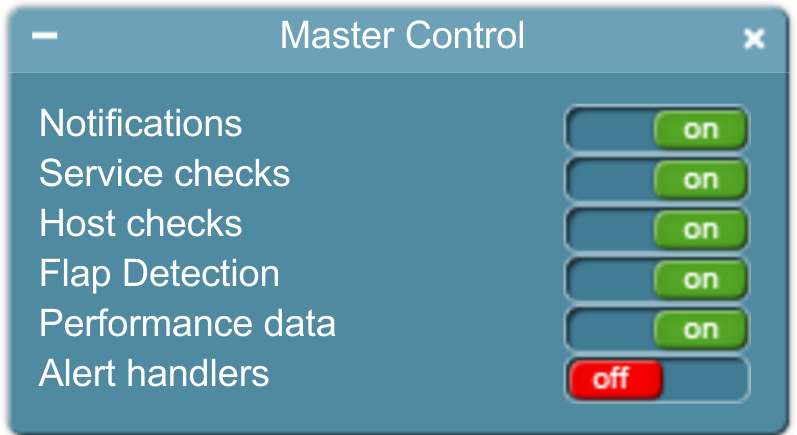 Master Control
Notifications on
Service checks on
Host checks on
Flap Detection on
Performance data on
Alert handlers off